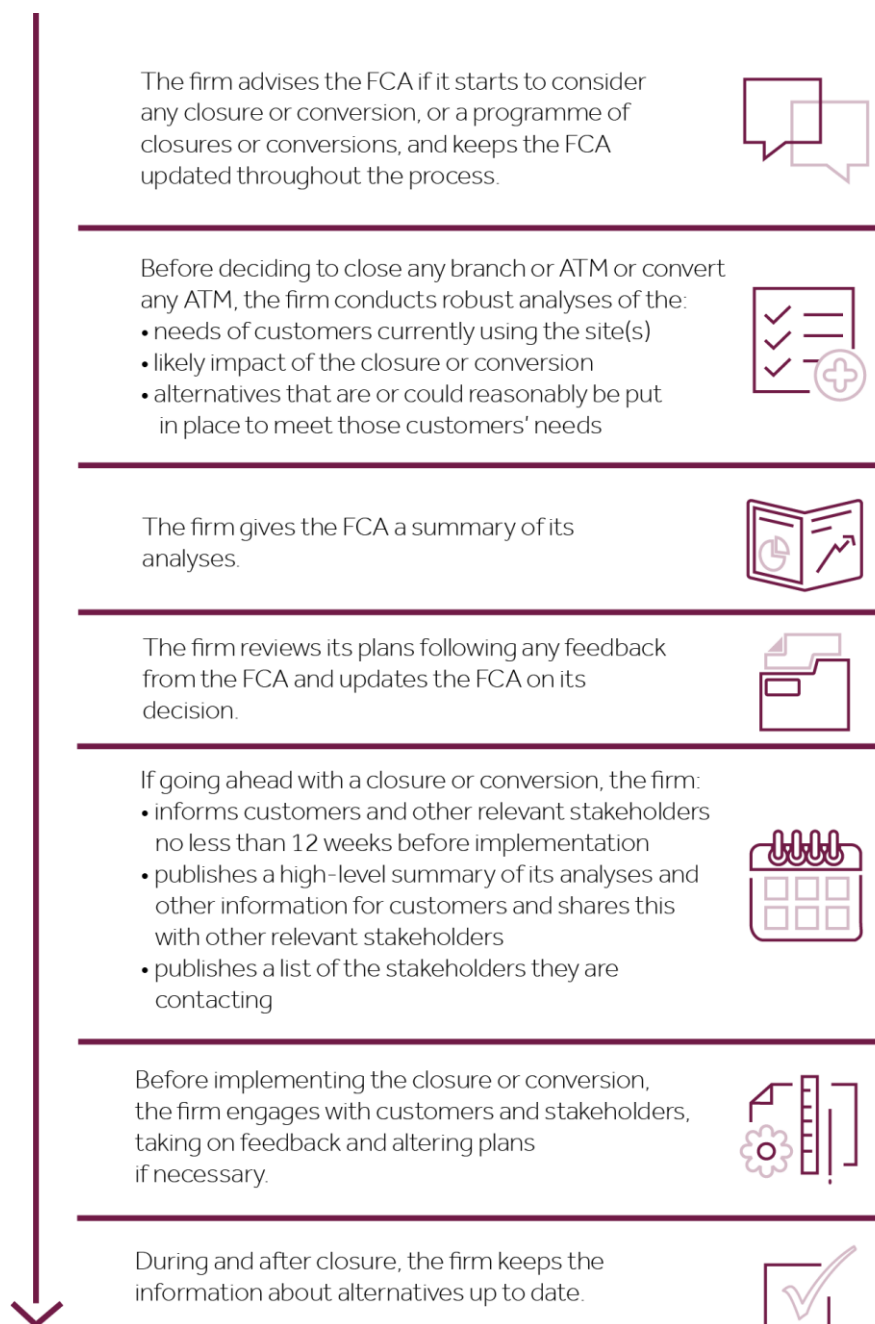 The firm advises the FCA if it starts to consider
any closure or conversion, or a programme of
closures or conversions, and keeps the FCA
updated throughout the process.
Before deciding to close any branch or ATM or convert
any ATM, the firm conducts robust analyses of the:
• needs of customers currently using the site(s)
• likely impact of the closure or conversion
• alternatives that are or could reasonably be put
in place to meet those customers' needs
The firm gives the FCA a summary of its
analyses.
The firm reviews its plans following any feedback
from the FCA and updates the FCA on its
decision.
If going ahead with a closure or conversion, the firm:
• informs customers and other relevant stakeholders
no less than 12 weeks before implementation
• publishes a high-level summary of its analyses and
other information for customers and shares this
with other relevant stakeholders
• publishes a list of the stakeholders they are
contacting
Before implementing the closure or conversion,
the firm engages with customers and stakeholders,
taking on feedback and altering plans
if necessary.
During and after closure, the firm keeps the
information about alternatives up to date.